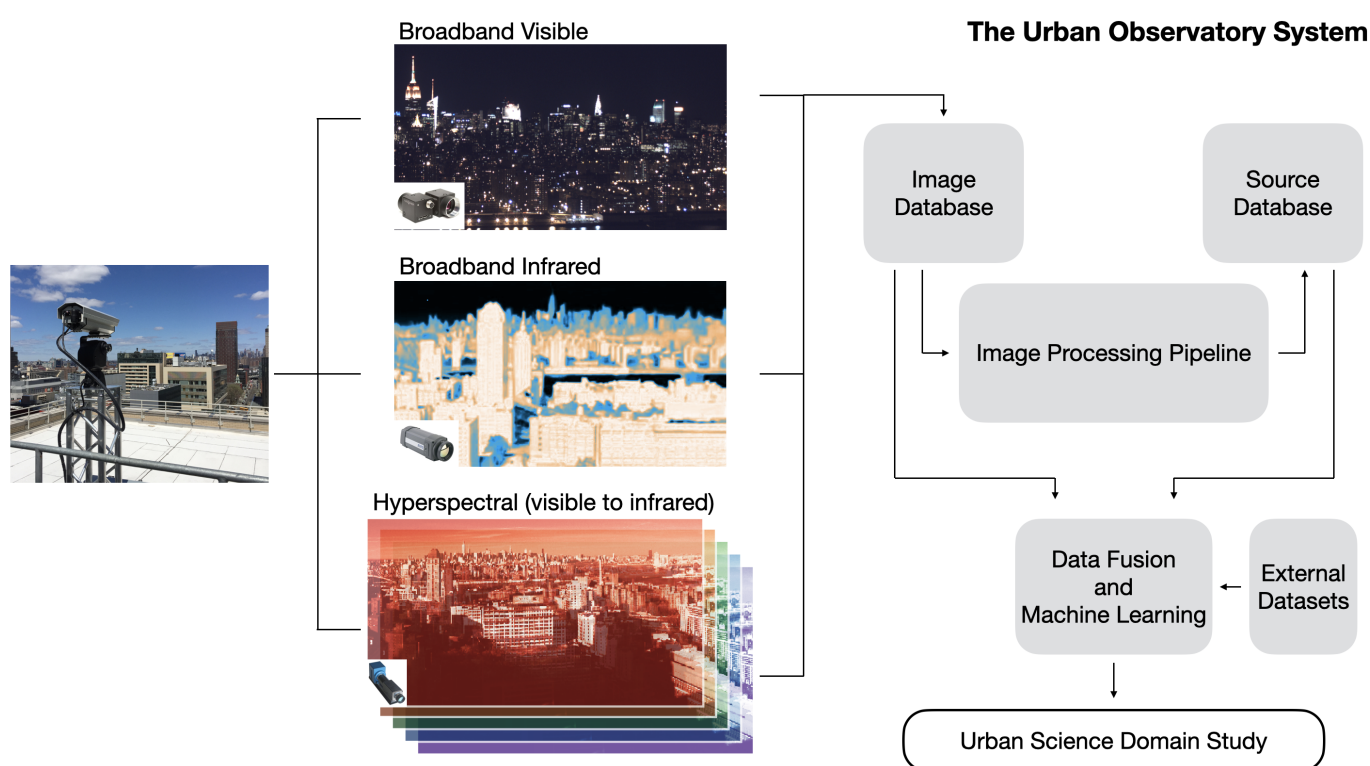 The Urban Observatory System
Broadband Visible
Broadband Infrared
Hyperspectral (visible to infrared)
Image
Database
Source
Database
Image Processing Pipeline
Data Fusion
and
Machine Learning
External
Datasets
Urban Science Domain Study